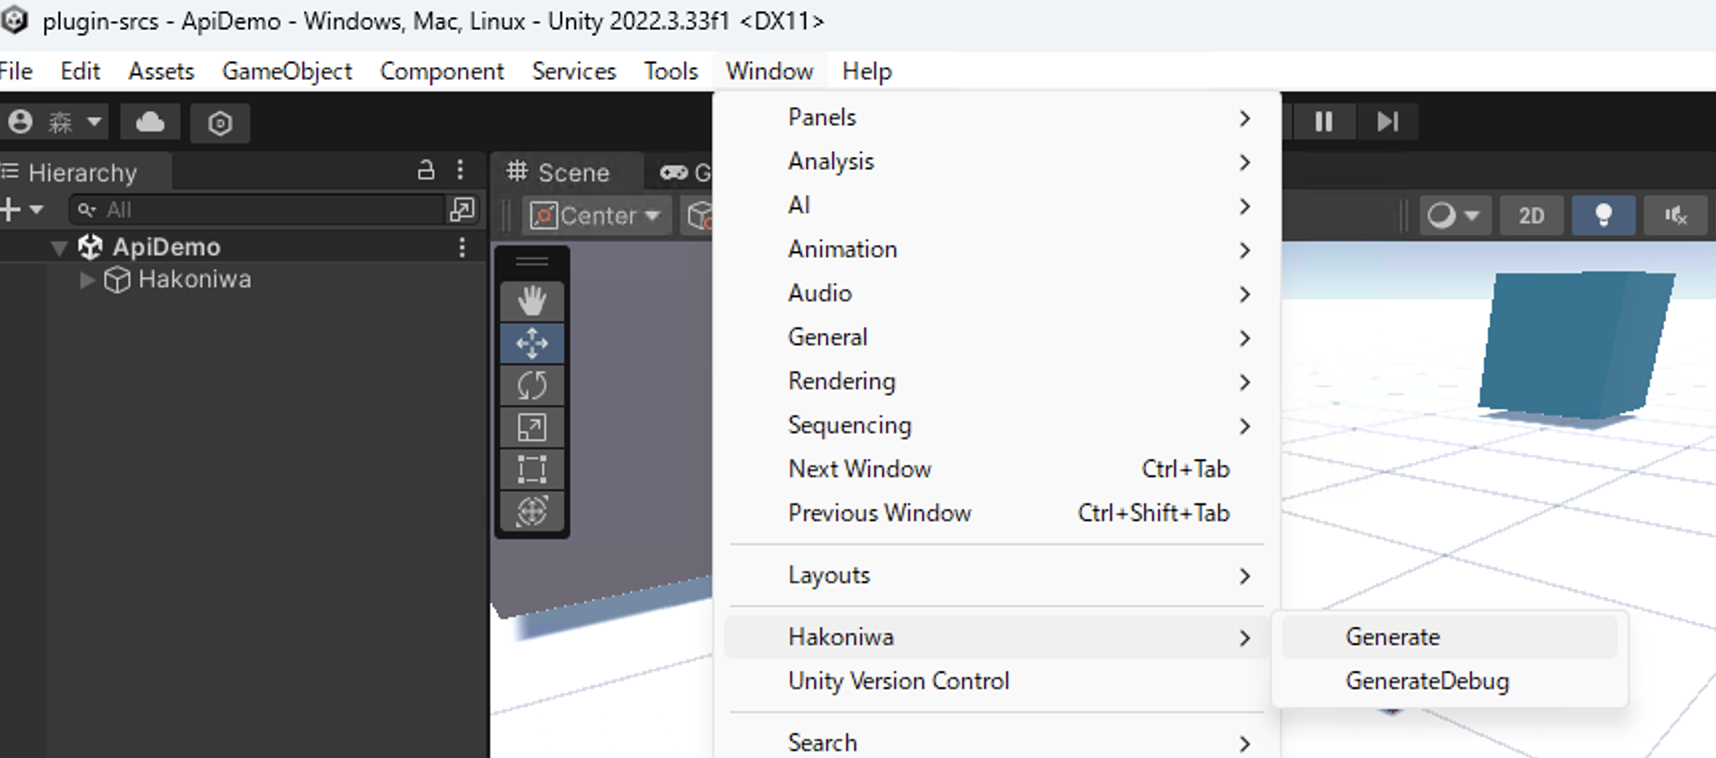 plugin-srcs - ApiDemo - Windows, Mac, Linux - Unity 2022.3.33f1 <DX11>
File Edit Assets GameObject Component Services Tools Window Help
森
Hierarchy
All
ApiDemo
Hakoniwa
Scene
G
Center
2D
Panels
Analysis
AI
Animation
Audio
General
Rendering
Sequencing
Next Window Ctrl+Tab
Previous Window Ctrl+Shift+Tab
Layouts
Hakoniwa
Unity Version Control
Search
Generate
GenerateDebug